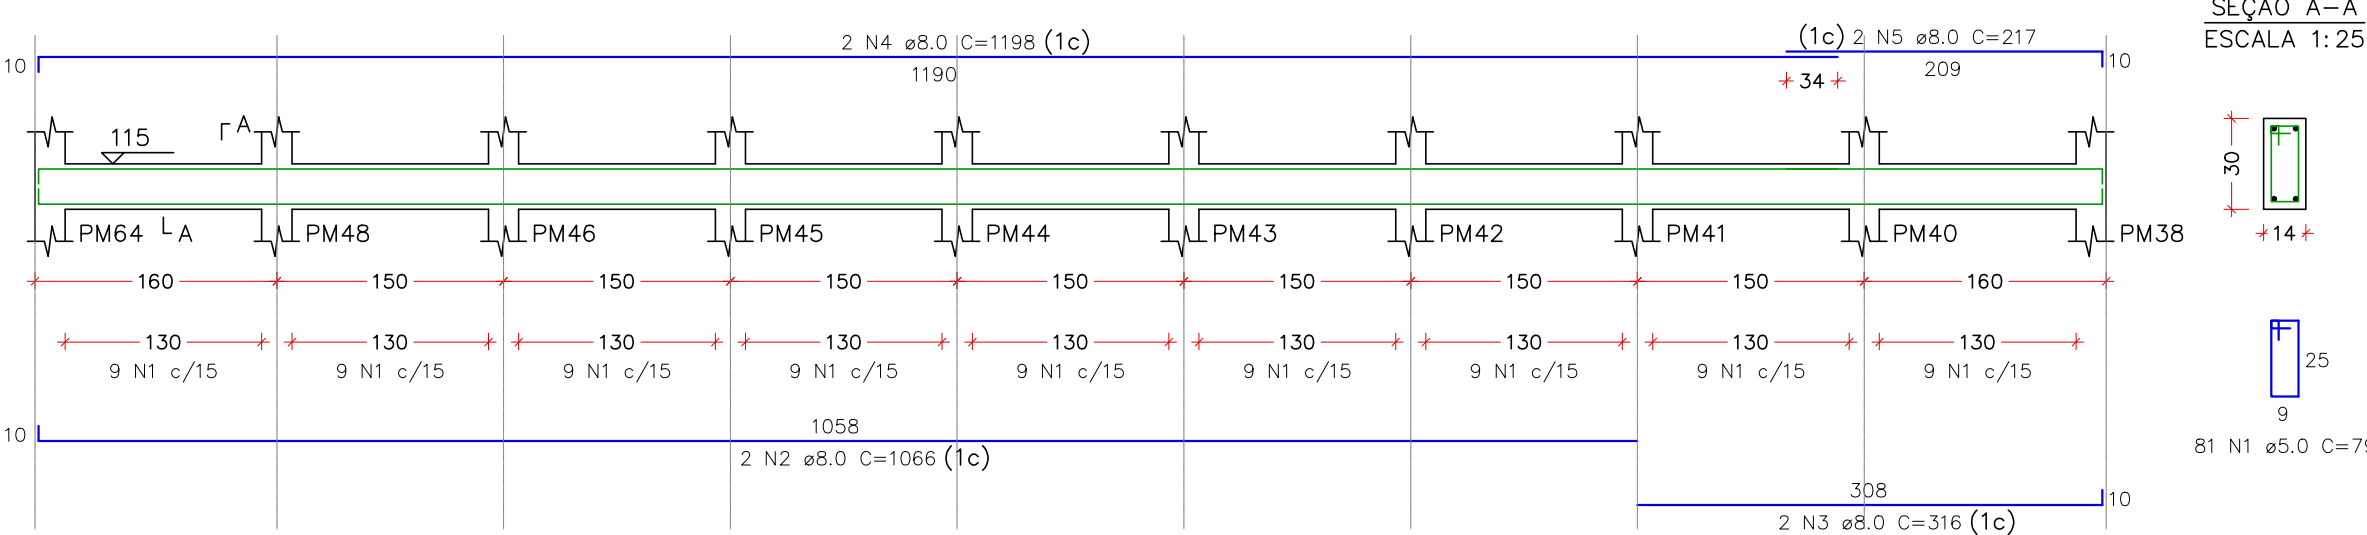 SEÇÃO A-A
ESCALA 1:25
2 N4 ø8.0 C=1198 (1c)
(1c) 2 N5 ø8.0 C=217
10
1190
209
10
34
115
A
30
14
PM64
A
PM48
PM46
PM45
PM44
PM43
PM42
PM41
PM40
PM38
160
150
150
150
150
150
150
150
160
130
130
130
130
130
130
130
130
130
9 N1 c/15
9 N1 c/15
9 N1 c/15
9 N1 c/15
9 N1 c/15
9 N1 c/15
9 N1 c/15
9 N1 c/15
9 N1 c/15
25
9
81 N1 ø5.0 C=79
10
1058
2 N2 ø8.0 C=1066 (1c)
308
10
2 N3 ø8.0 C=316 (1c)